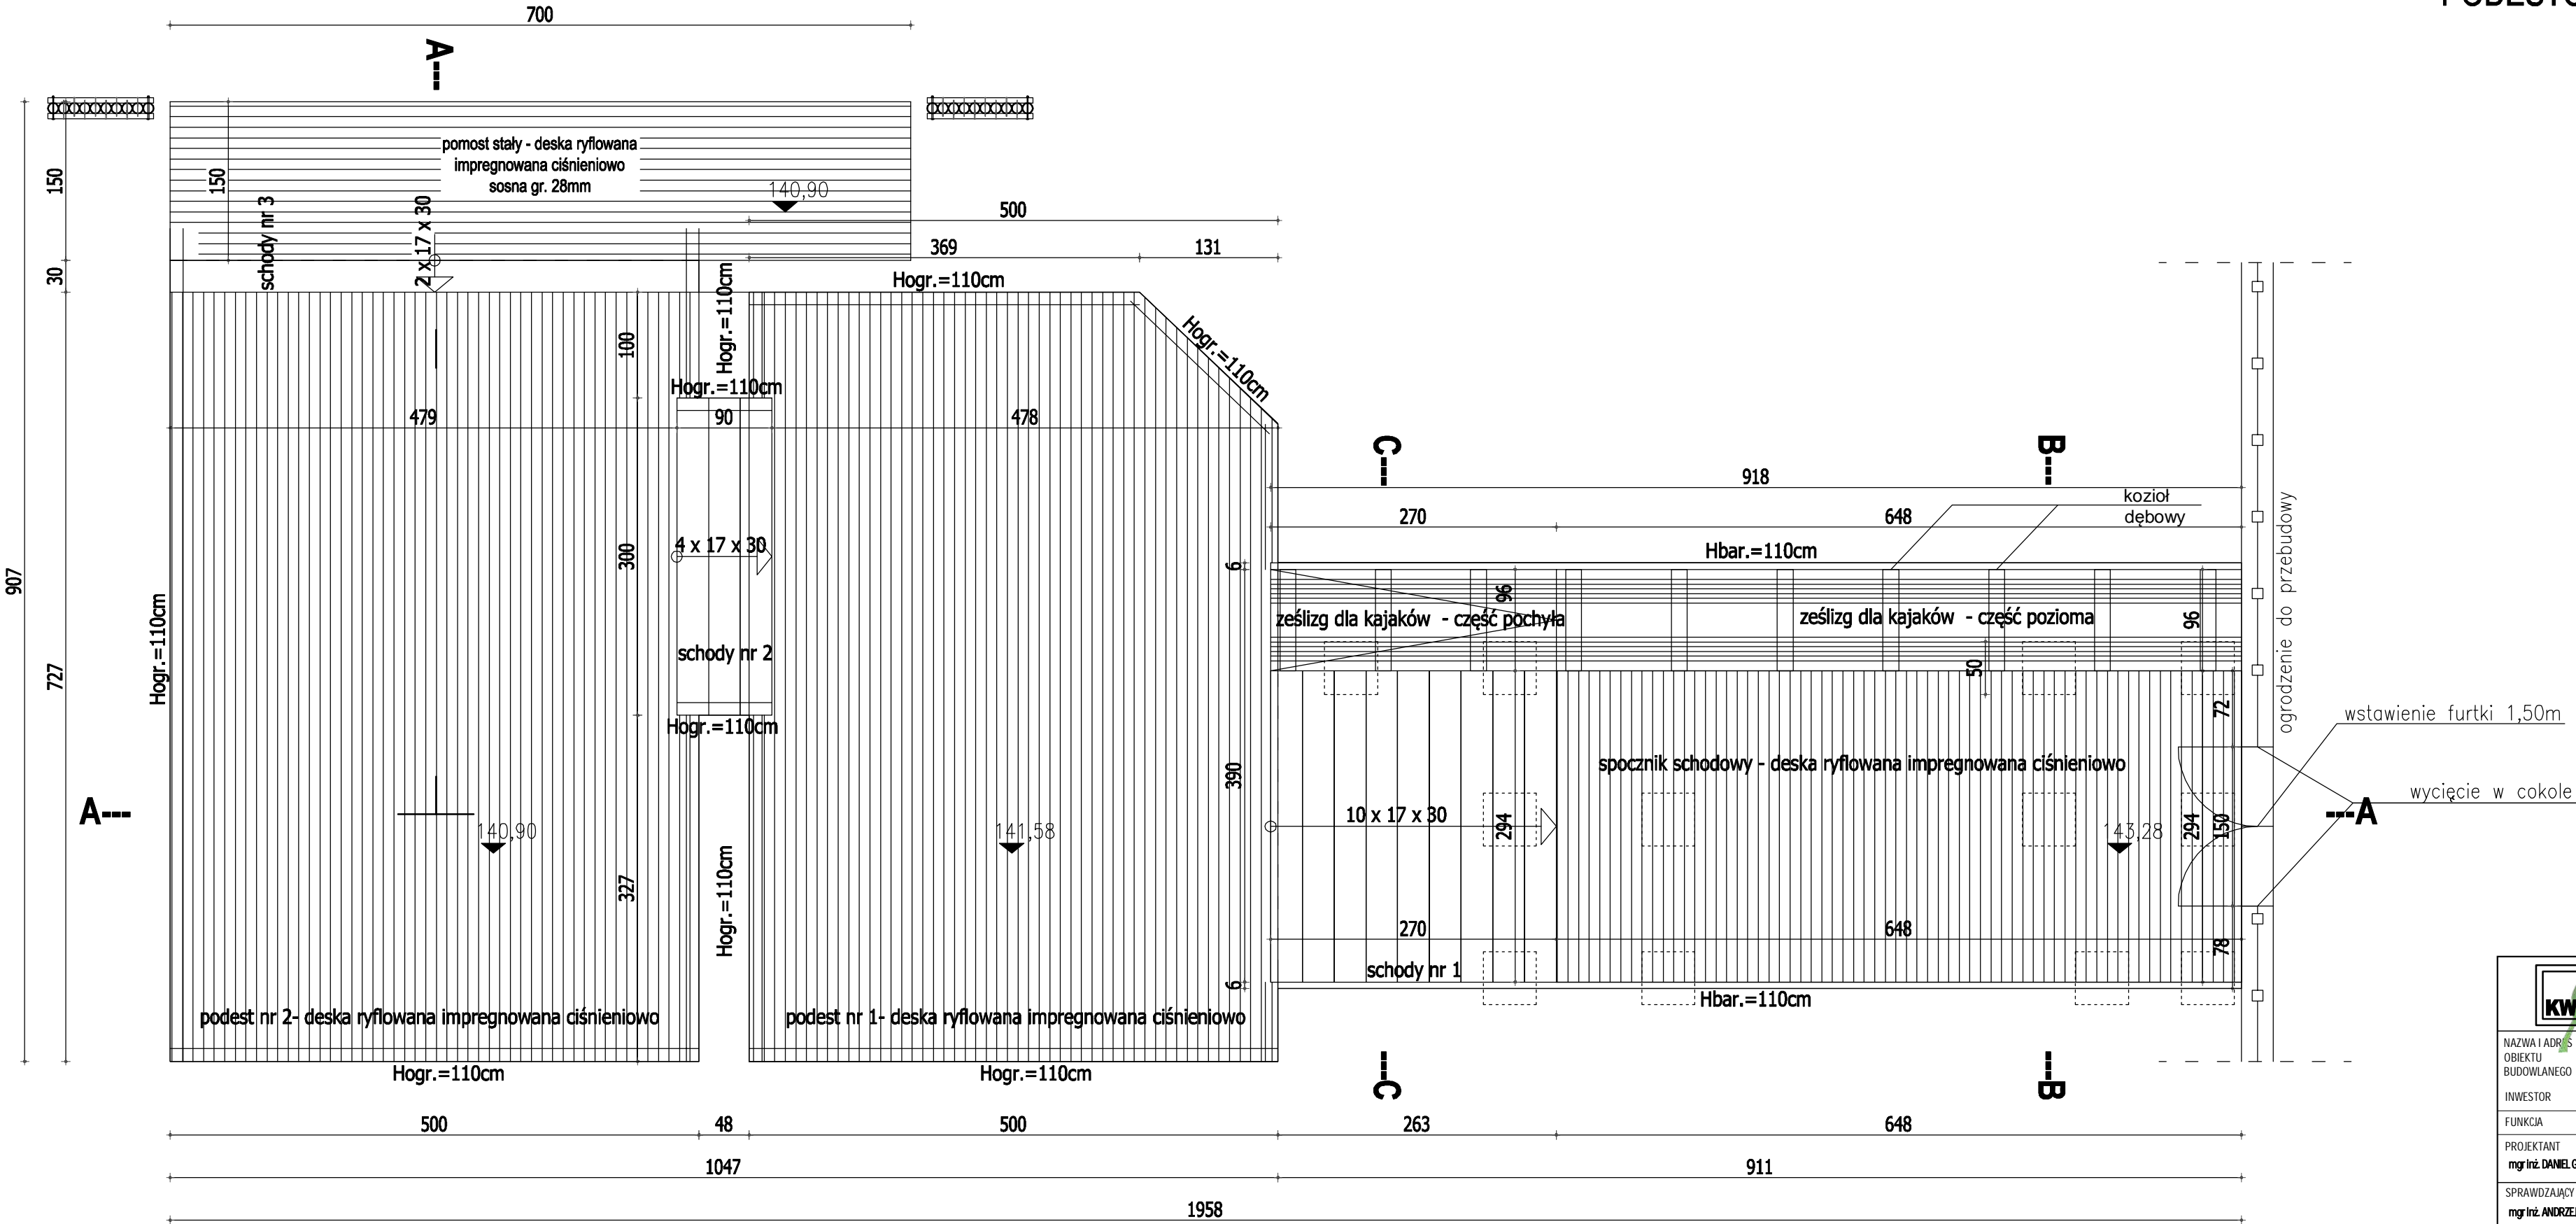 700
A---
pomost stały - deska ryflowana
impregnowana ciśnieniowo
sosna gr. 28mm
140,90
150
150
30
907
727
schody nr 3
2 x 17 x 30
500
369
131
Hogr.=110cm
Hogr.=110cm
Hogr.=110cm
Hogr.=110cm
100
479
90
478
C---
B---
918
270
648
kozioł
dębowy
Hbar.=110cm
4 x 17 x 30
300
6
96
ześlizg dla kajaków - część pochyła
ześlizg dla kajaków - część pozioma
96
ogrodzenie do przebudowy
Hogr.=110cm
schody nr 2
50
72
Hogr.=110cm
wstawienie furtki 1,50m
390
spocznik schodowy - deska ryflowana impregnowana ciśnieniowo
wycięcie w cokole
A---
---A
10 x 17 x 30
294
140,90
141,58
143,28
294
150
327
Hogr.=110cm
270
648
78
schody nr 1
6
Hbar.=110cm
podest nr 2- deska ryflowana impregnowana ciśnieniowo
podest nr 1- deska ryflowana impregnowana ciśnieniowo
Hogr.=110cm
Hogr.=110cm
---C
---B
500
48
500
263
648
1047
911
1958
NAZWA I ADRES
OBIEKTU
BUDOWLANEGO
INWESTOR
FUNKCJA
PROJEKTANT
mgr inż. DANIEL
SPRAWDZAJĄCY
mgr inż.